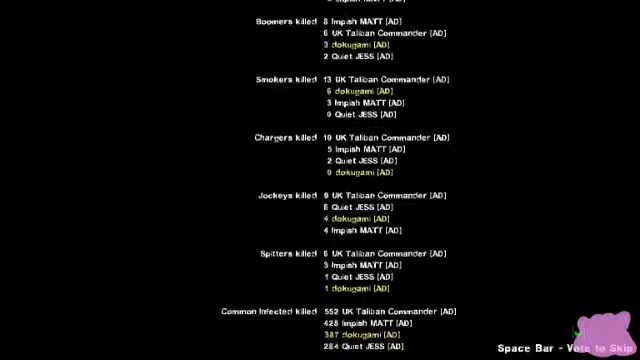 Boomers killed 8 Impish MATT [AD]
6 UK Taliban Commander [AD]
3 dokugami [AD]
2 Quiet JESS [AD]
Smokers killed 13 UK Taliban Commander [AD]
6 dokugami [AD]
3 Impish MATT [AD]
0 Quiet JESS [AD]
Chargers killed 10 UK Taliban Commander [AD]
5 Impish MATT [AD]
2 Quiet JESS [AD]
0 dokugami [AD]
Jockeys killed 9 UK Taliban Commander [AD]
6 Quiet JESS [AD]
4 dokugami [AD]
4 Impish MATT [AD]
Spitters killed 6 UK Taliban Commander [AD]
3 Impish MATT [AD]
1 Quiet JESS [AD]
1 dokugami [AD]
Common Infected killed 552 UK Taliban Commander [AD]
428 Impish MATT [AD]
387 dokugami [AD]
284 Quiet JESS [AD]
Space Bar - Vote to Skip